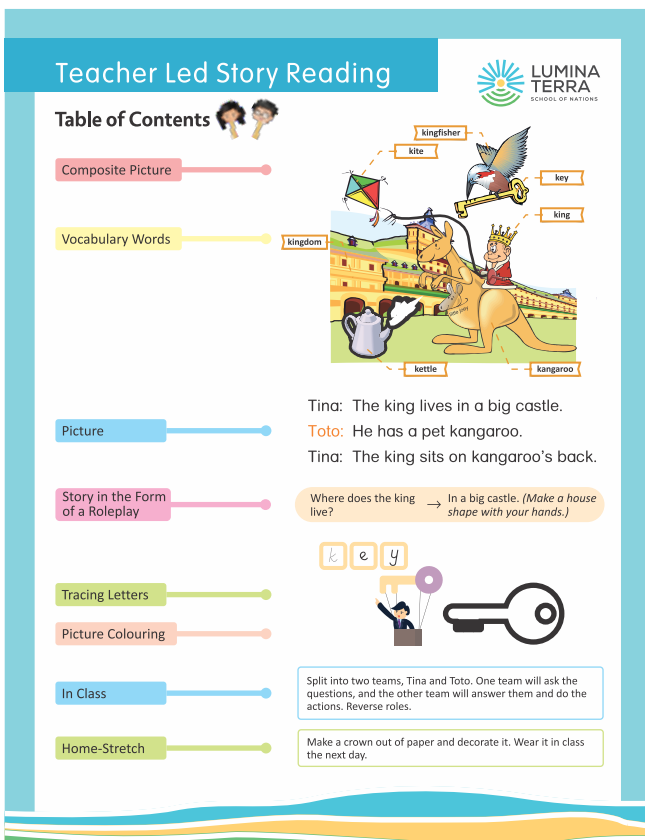 Teacher Led Story Reading
LUMINA
TERRA
SCHOOL OF NATIONS
Table of Contents
kingfisher
kite
Composite Picture
key
king
Vocabulary Words
kingdom
kettle
kangaroo
Tina: The king lives in a big castle.
Picture
Toto: He has a pet kangaroo.
Tina: The king sits on kangaroo's back.
Story in the Form
of a Roleplay
Where does the king
live?
→
In a big castle. (Make a house
shape with your hands.)
k e y
Tracing Letters
Picture Colouring
In Class
Split into two teams, Tina and Toto. One team will ask the
questions, and the other team will answer them and do the
actions. Reverse roles.
Home-Stretch
Make a crown out of paper and decorate it. Wear it in class
the next day.